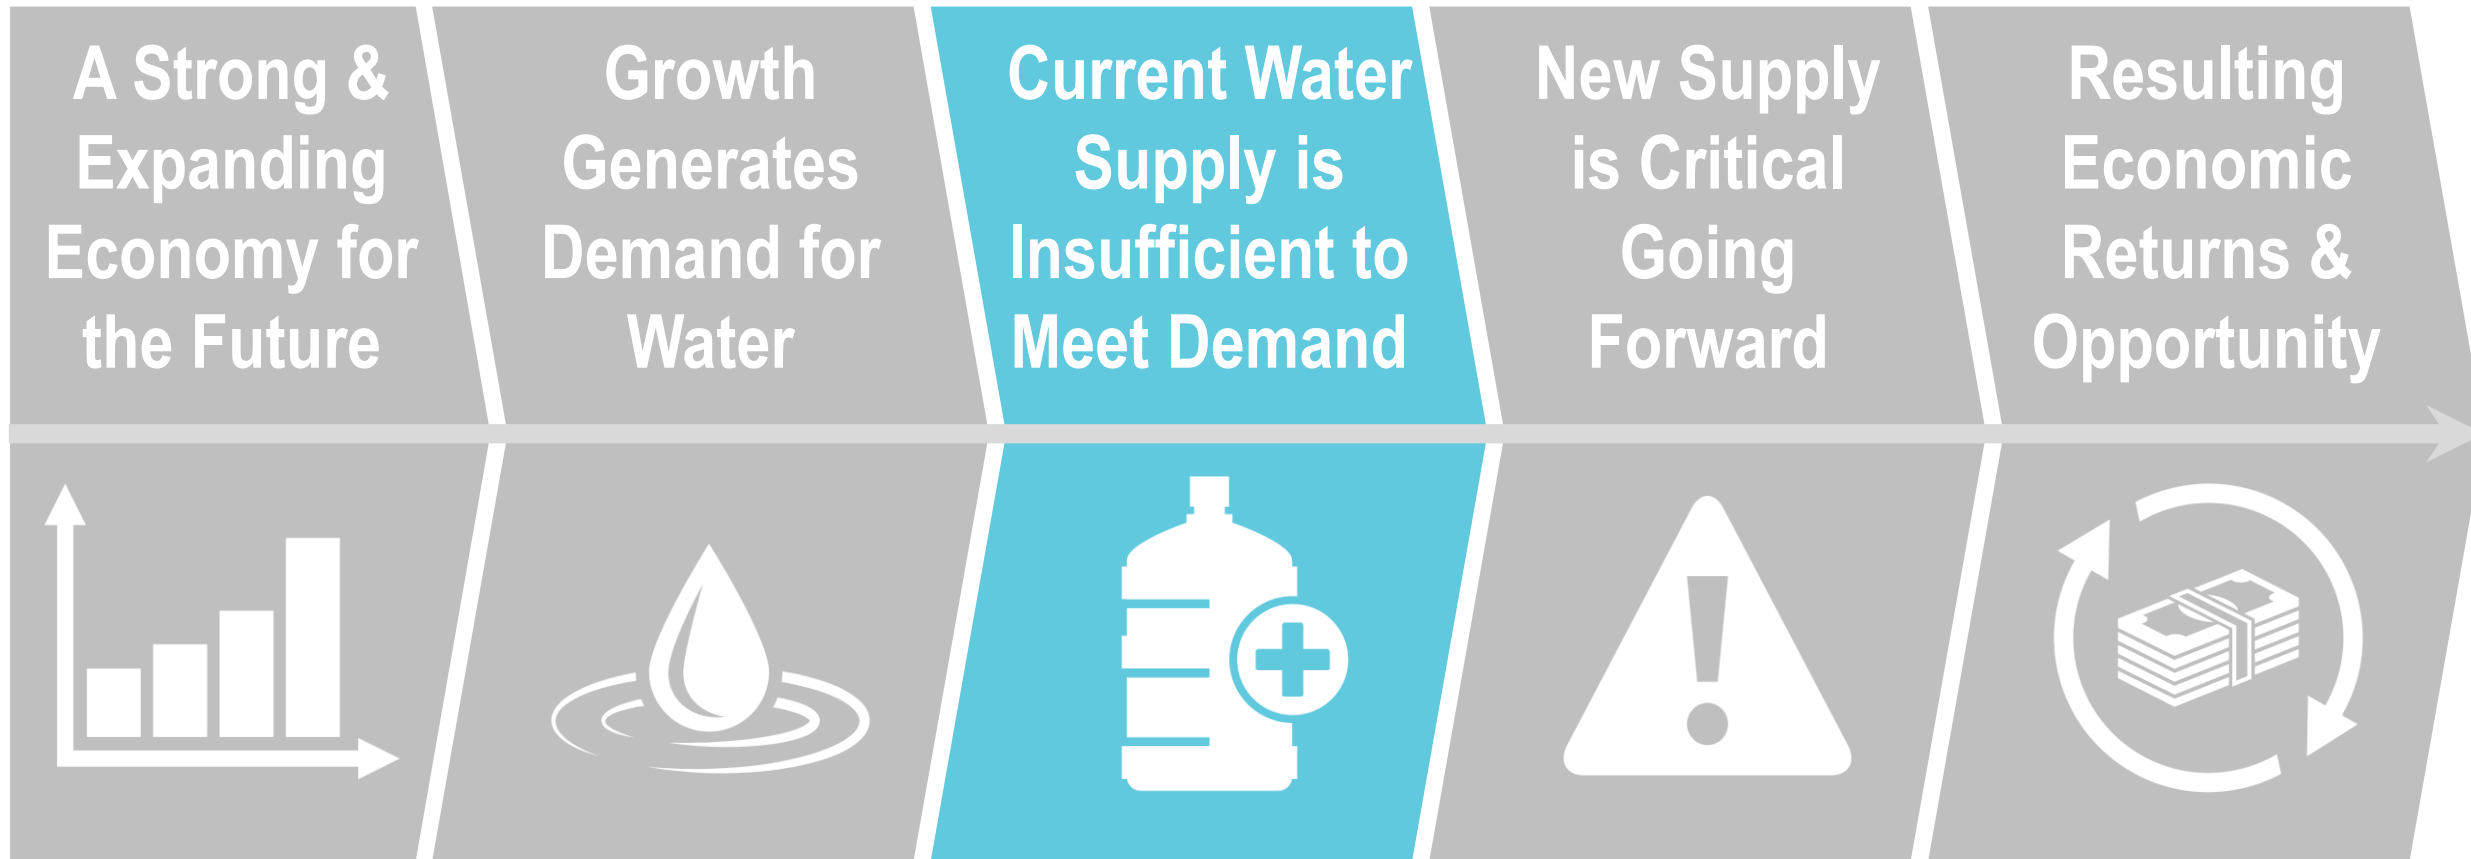 A Strong &
Expanding
Economy for
the Future
Growth
Generates
Demand for
Water
Current Water
Supply is
Insufficient to
Meet Demand
New Supply
is Critical
Going
Forward
Resulting
Economic
Returns &
Opportunity